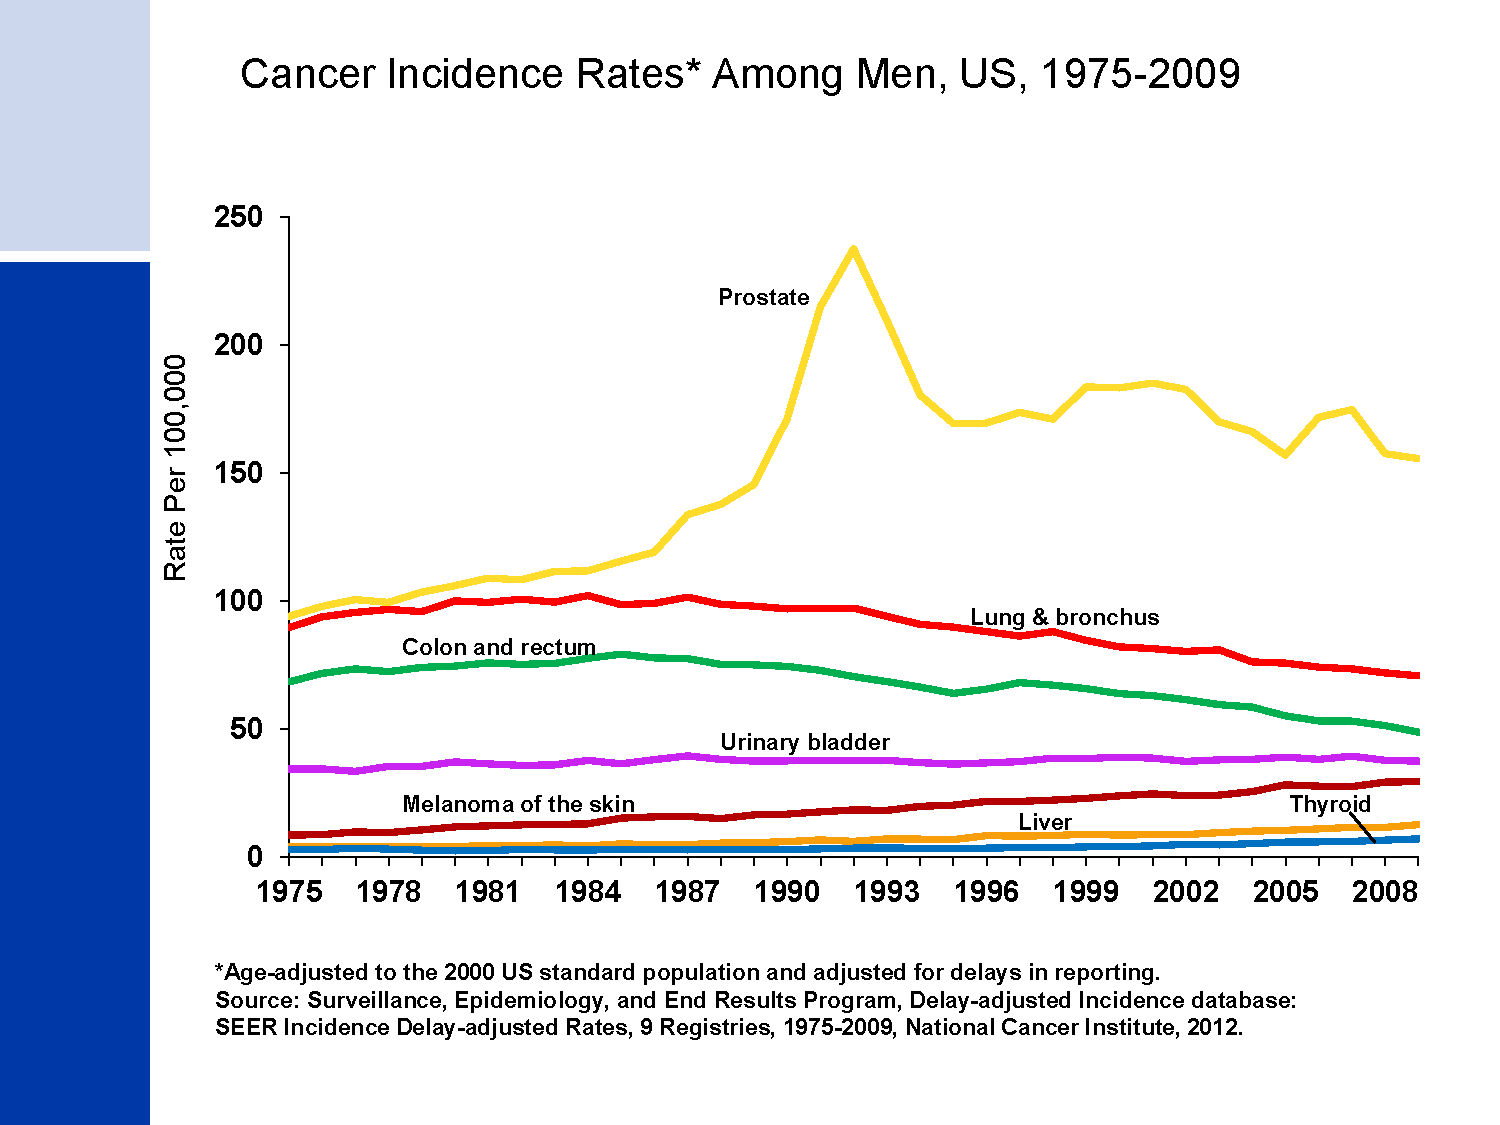 Cancer Incidence Rates* Among Men, US, 1975-2009
250
Prostate
200
Rate Per 100,000
150
100
Lung & bronchus
Colon and rectum
50
Urinary bladder
Melanoma of the skin
Thyroid
Liver
0
1975 1978 1981 1984 1987 1990 1993 1996 1999 2002 2005 2008
*Age-adjusted to the 2000 US standard population and adjusted for delays in reporting.
Source: Surveillance, Epidemiology, and End Results Program, Delay-adjusted Incidence database:
SEER Incidence Delay-adjusted Rates, 9 Registries, 1975-2009, National Cancer Institute, 2012.